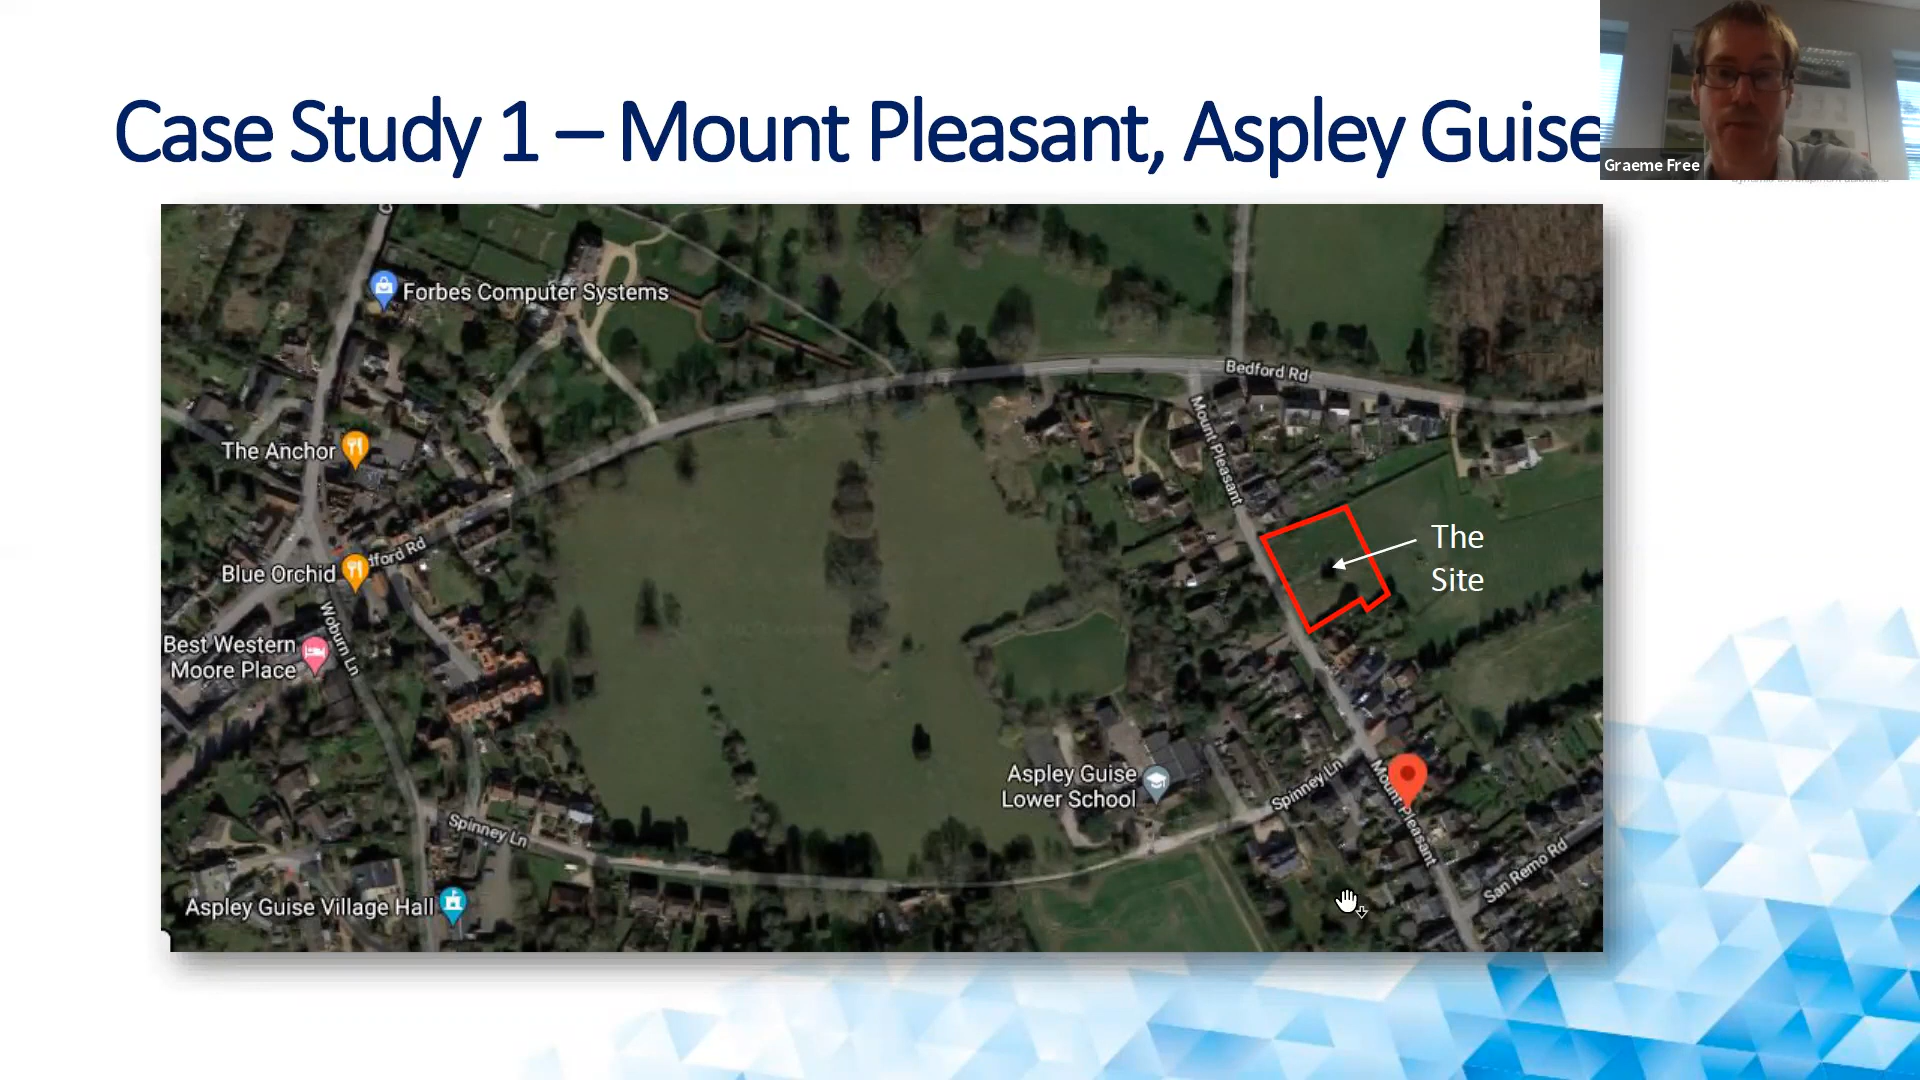 Case Study 1 – Mount Pleasant, Aspley Guise
Graeme Free
Forbes Computer Systems
Bedford Rd
Mount Pleasant
The Anchor
The
Site
dford Rd
Blue Orchid
Woburn Ln
Best Western
Moore Place
Aspley Guise
Lower School
Spinney Ln
Mount Pleasant
Spinney Ln
San Remo Rd
Aspley Guise Village Hall